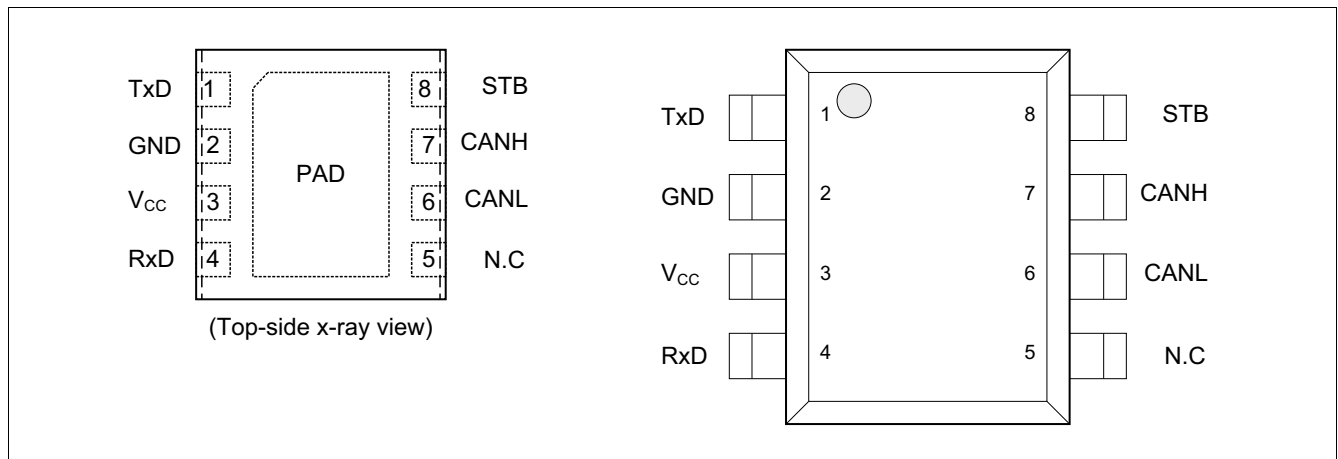 TxD 1 8 STB
GND 2 7 CANH
PAD
VCC 3 6 CANL
RxD 4 5 N.C
(Top-side x-ray view)
TxD 1 8 STB
GND 2 7 CANH
VCC 3 6 CANL
RxD 4 5 N.C